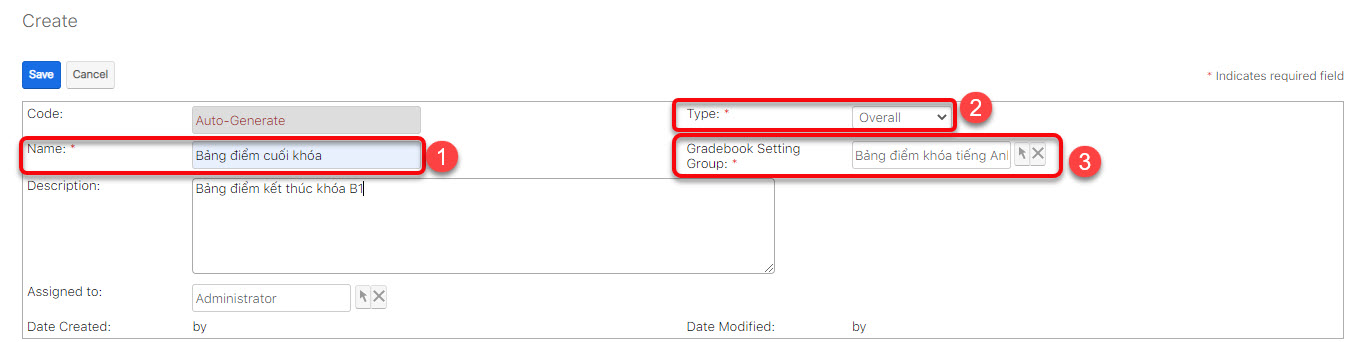 Create
Save Cancel
* Indicates required field
Code: Auto-Generate Type: * Overall 2
Name: * Bảng điểm cuối khóa 1 Gradebook Setting
Group: * Bảng điểm khóa tiếng 3
Description: Bảng điểm kết thúc khóa B1
Assigned to: Administrator
Date Created: by Date Modified: by